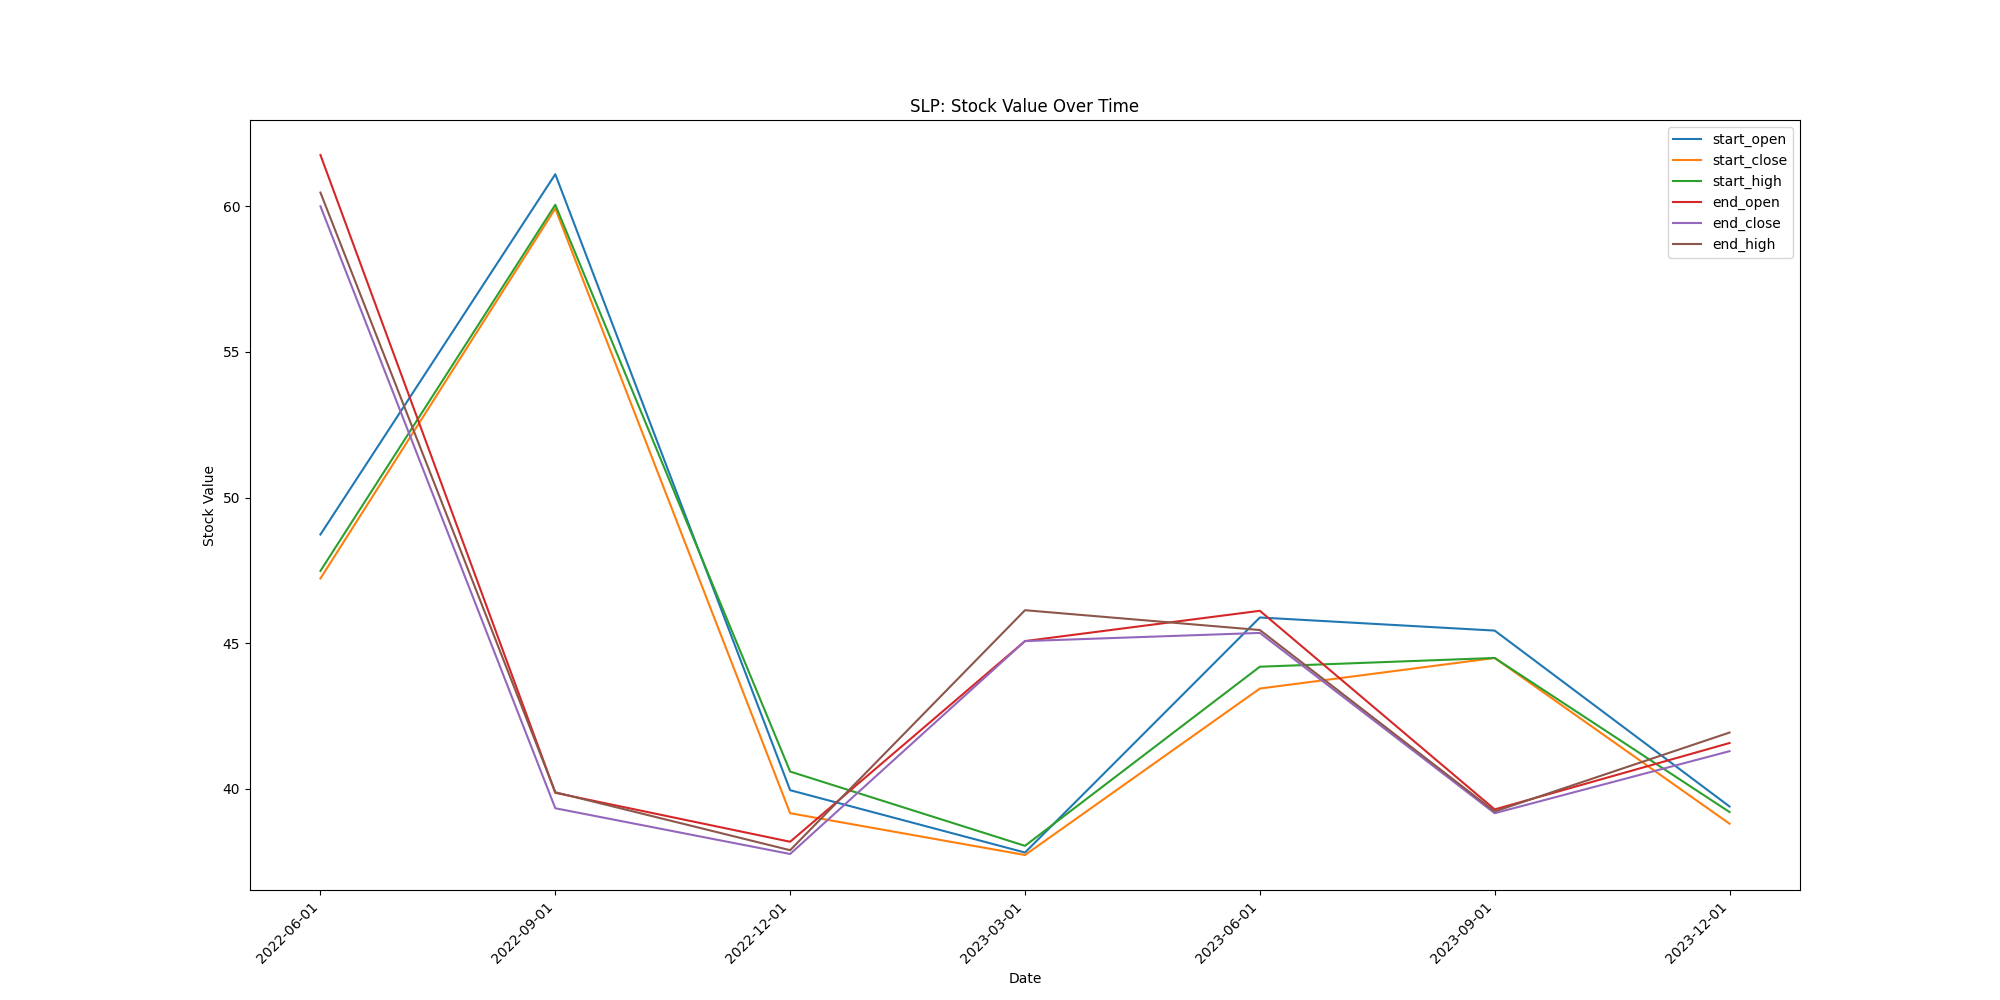 SLP: Stock Value Over Time
start_open
start_close
start_high
end_open
end_close
end_high
Stock Value
60
55
50
45
40
2022-06-01
2022-09-01
2022-12-01
2023-03-01
2023-06-01
2023-09-01
2023-12-01
Date